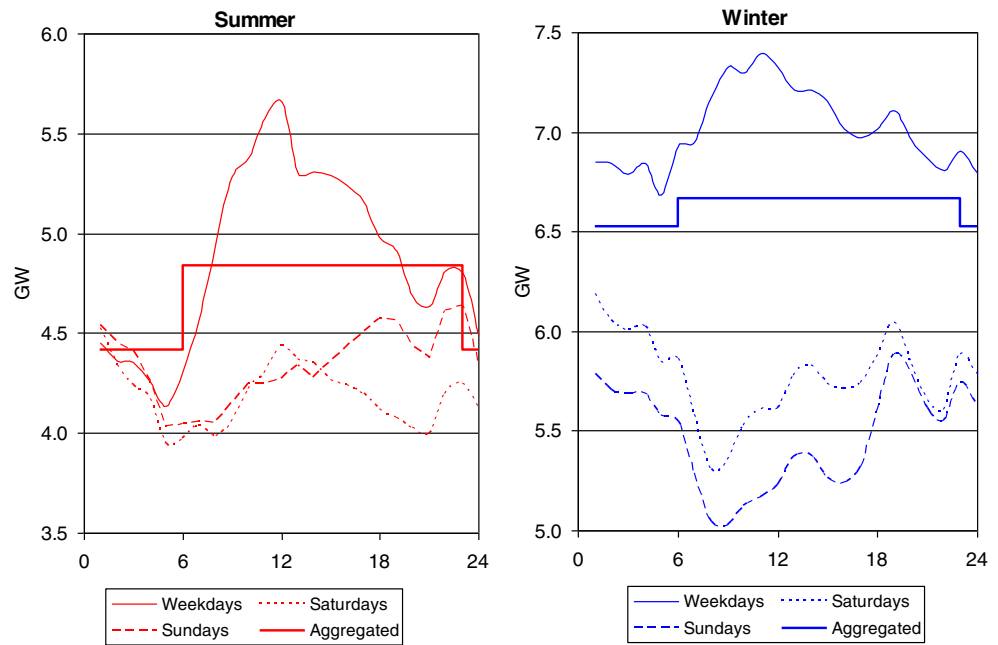 Summer
6.0
5.5
5.0
4.5
4.0
3.5
GW
0 6 12 18 24
Weekdays Saturdays
Sundays Aggregated
Winter
7.5
7.0
6.5
6.0
5.5
5.0
GW
0 6 12 18 24
Weekdays Saturdays
Sundays Aggregated